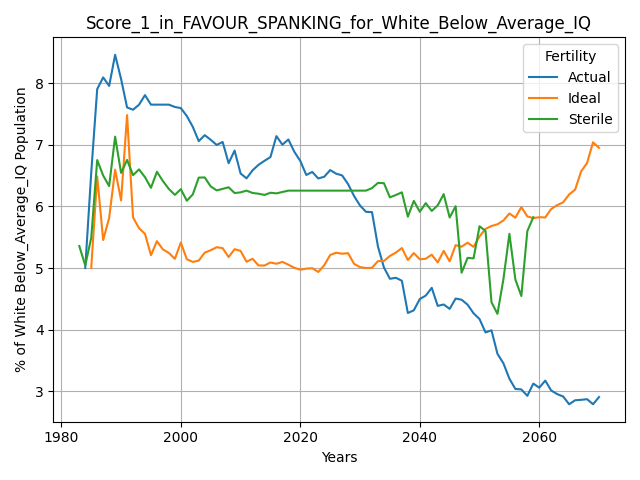 Score_1_in_FAVOUR_SPANKING_for_White_Below_Average_IQ
Fertility
Actual
Ideal
Sterile
% of White Below_Average_IQ Population
8
7
6
5
4
3
1980 2000 2020 2040 2060
Years